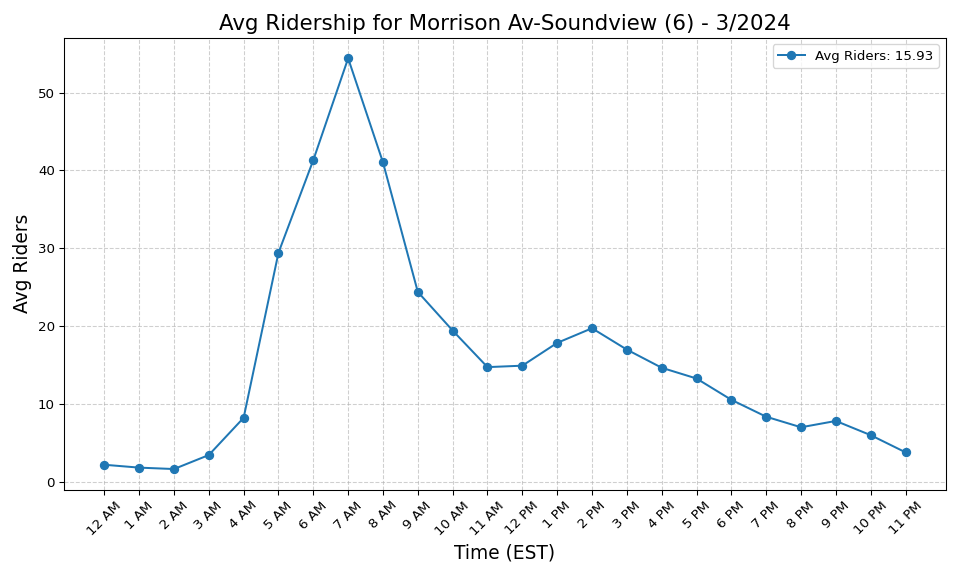 Avg Ridership for Morrison Av-Soundview (6) - 3/2024
Avg Riders: 15.93
Avg Riders
50
40
30
20
10
0
12 AM 1 AM 2 AM 3 AM 4 AM 5 AM 6 AM 7 AM 8 AM 9 AM 10 AM 11 AM 12 PM 1 PM 2 PM 3 PM 4 PM 5 PM 6 PM 7 PM 8 PM 9 PM 10 PM 11 PM
Time (EST)